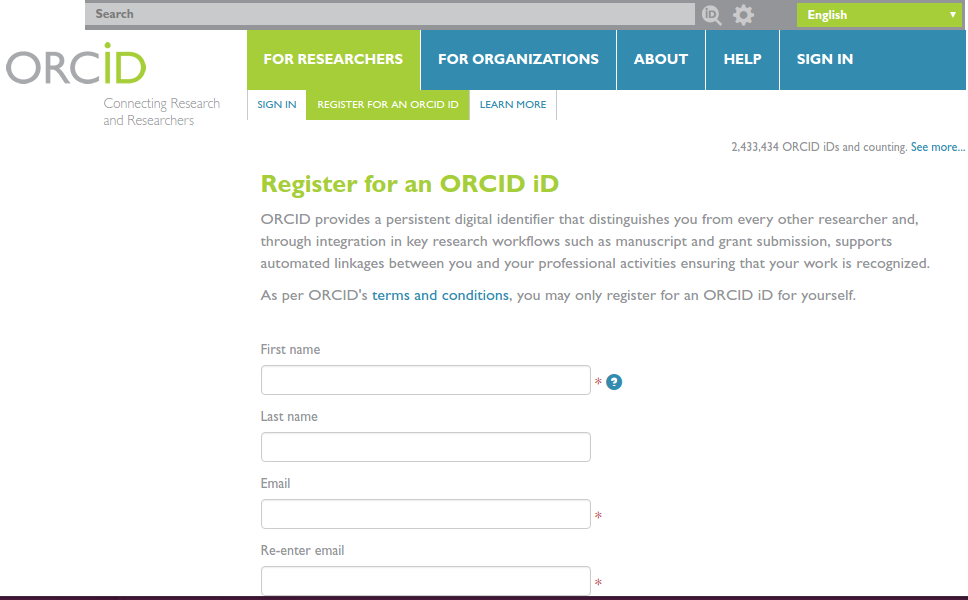 Search
iD
English
ORCiD
Connecting Research
and Researchers
FOR RESEARCHERS
FOR ORGANIZATIONS
ABOUT
HELP
SIGN IN
SIGN IN
REGISTER FOR AN ORCID ID
LEARN MORE
2,433,434 ORCID iDs and counting. See more...
Register for an ORCID iD
ORCID provides a persistent digital identifier that distinguishes you from every other researcher and,
through integration in key research workflows such as manuscript and grant submission, supports
automated linkages between you and your professional activities ensuring that your work is recognized.
As per ORCID's terms and conditions, you may only register for an ORCID iD for yourself.
First name
* ?
Last name
Email
*
Re-enter email
*